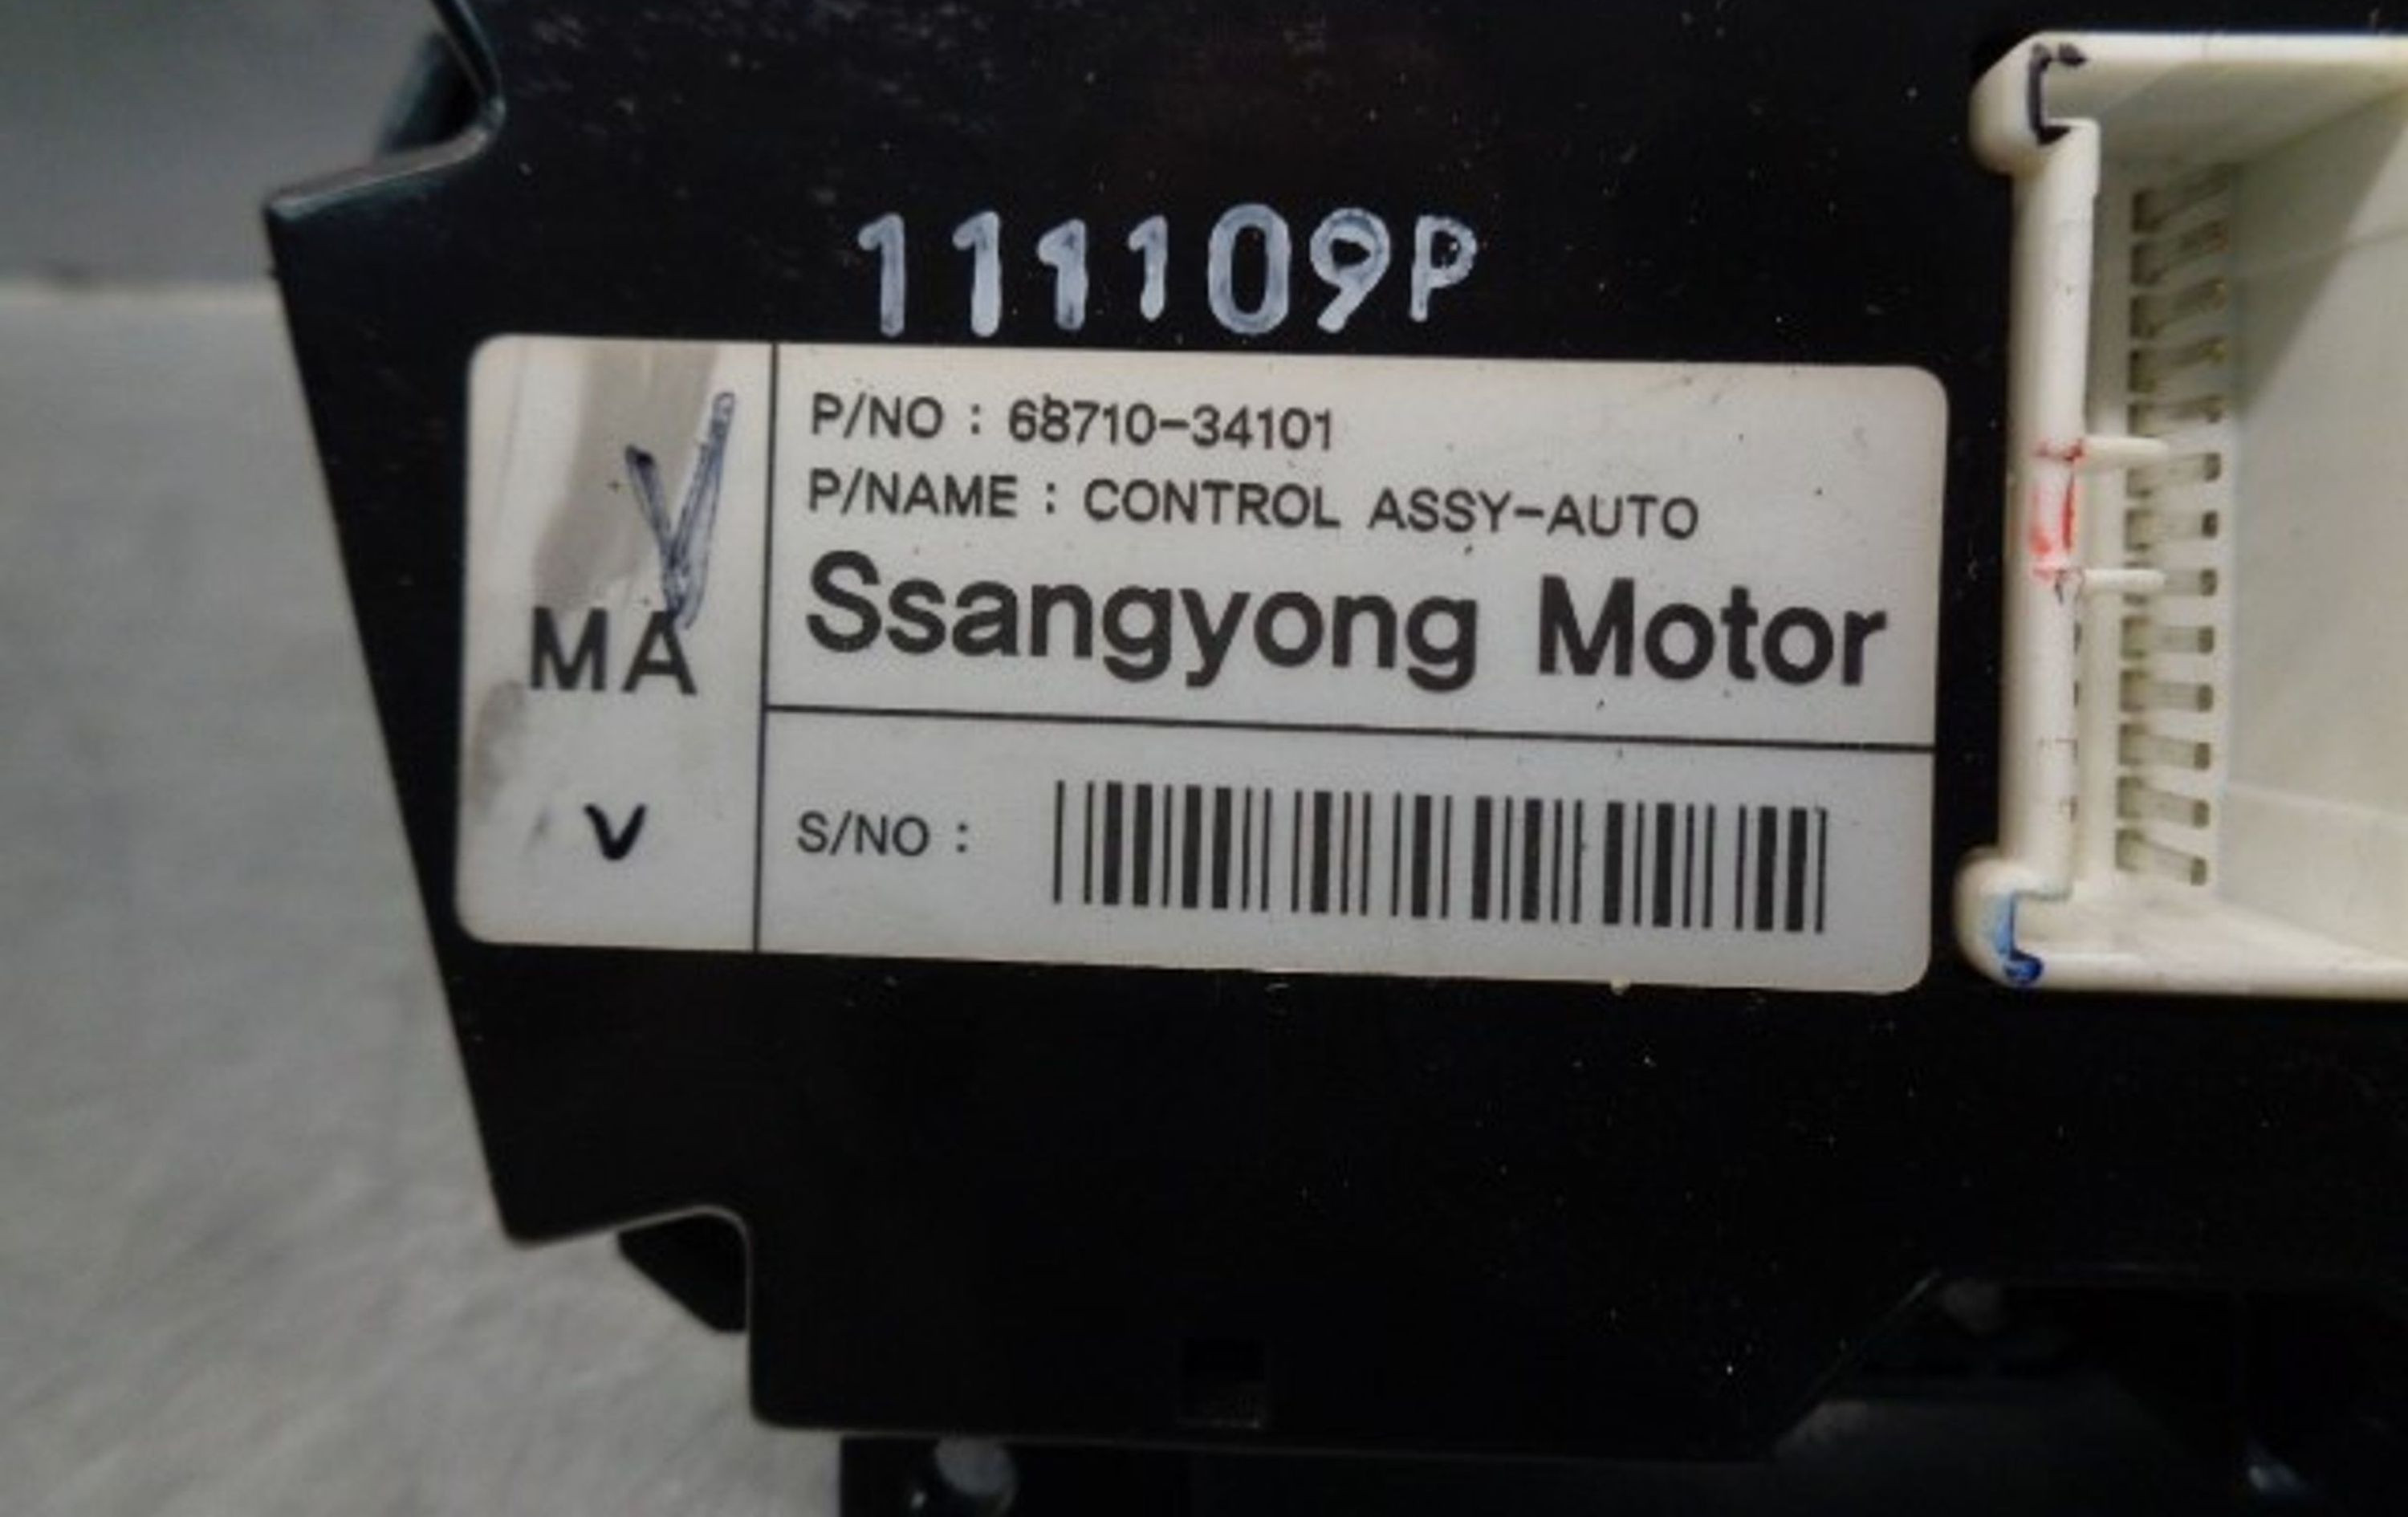 111109P
P/NO : 68710-34101
P/NAME : CONTROL ASSY-AUTO
Ssangyong Motor
MA
V
S/NO :